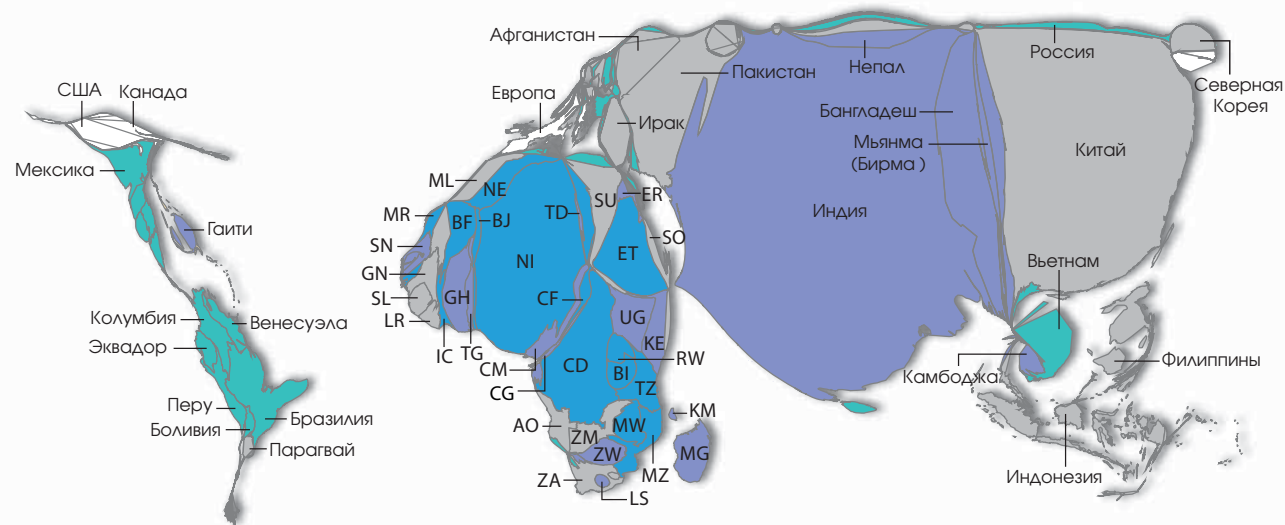 Афганистан
Россия
Пакистан
Непал
США
Канада
Европа
Северная
Корея
Бангладеш
Ирак
Мьянма
(Бирма )
Китай
Мексика
ML
NE
ER
SU
MR
BF
BJ
TD
Индия
Гаити
SN
SO
ET
NI
Вьетнам
GN
SL
GH
CF
LR
UG
Колумбия
Венесуэла
Эквадор
KE
IC
TG
RW
Филиппины
CM
CD
BI
Камбоджа
CG
TZ
Перу
Бразилия
KM
Боливия
AO
MW
ZM
Парагвай
ZW
MG
Индонезия
ZA
MZ
LS